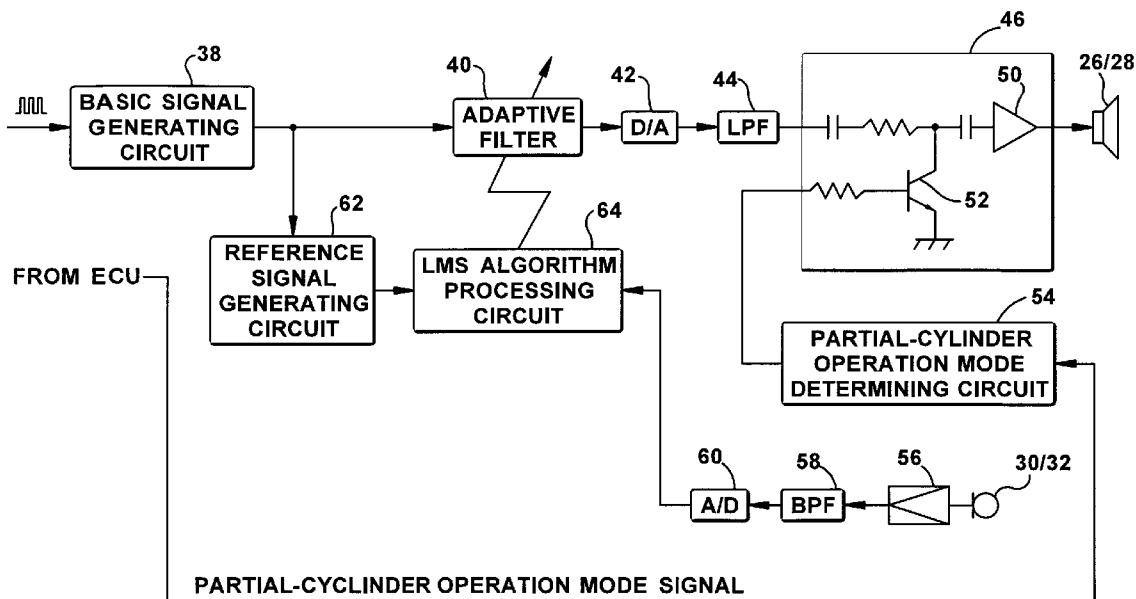 38
BASIC SIGNAL
GENERATING
CIRCUIT
40
ADAPTIVE
FILTER
42
D/A
44
LPF
46
50
26/28
52
62
REFERENCE
SIGNAL
GENERATING
CIRCUIT
64
LMS ALGORITHM
PROCESSING
CIRCUIT
FROM ECU
54
PARTIAL-CYLINDER
OPERATION MODE
DETERMINING CIRCUIT
60
A/D
58
BPF
56
30/32
PARTIAL-CYCLINDER OPERATION MODE SIGNAL